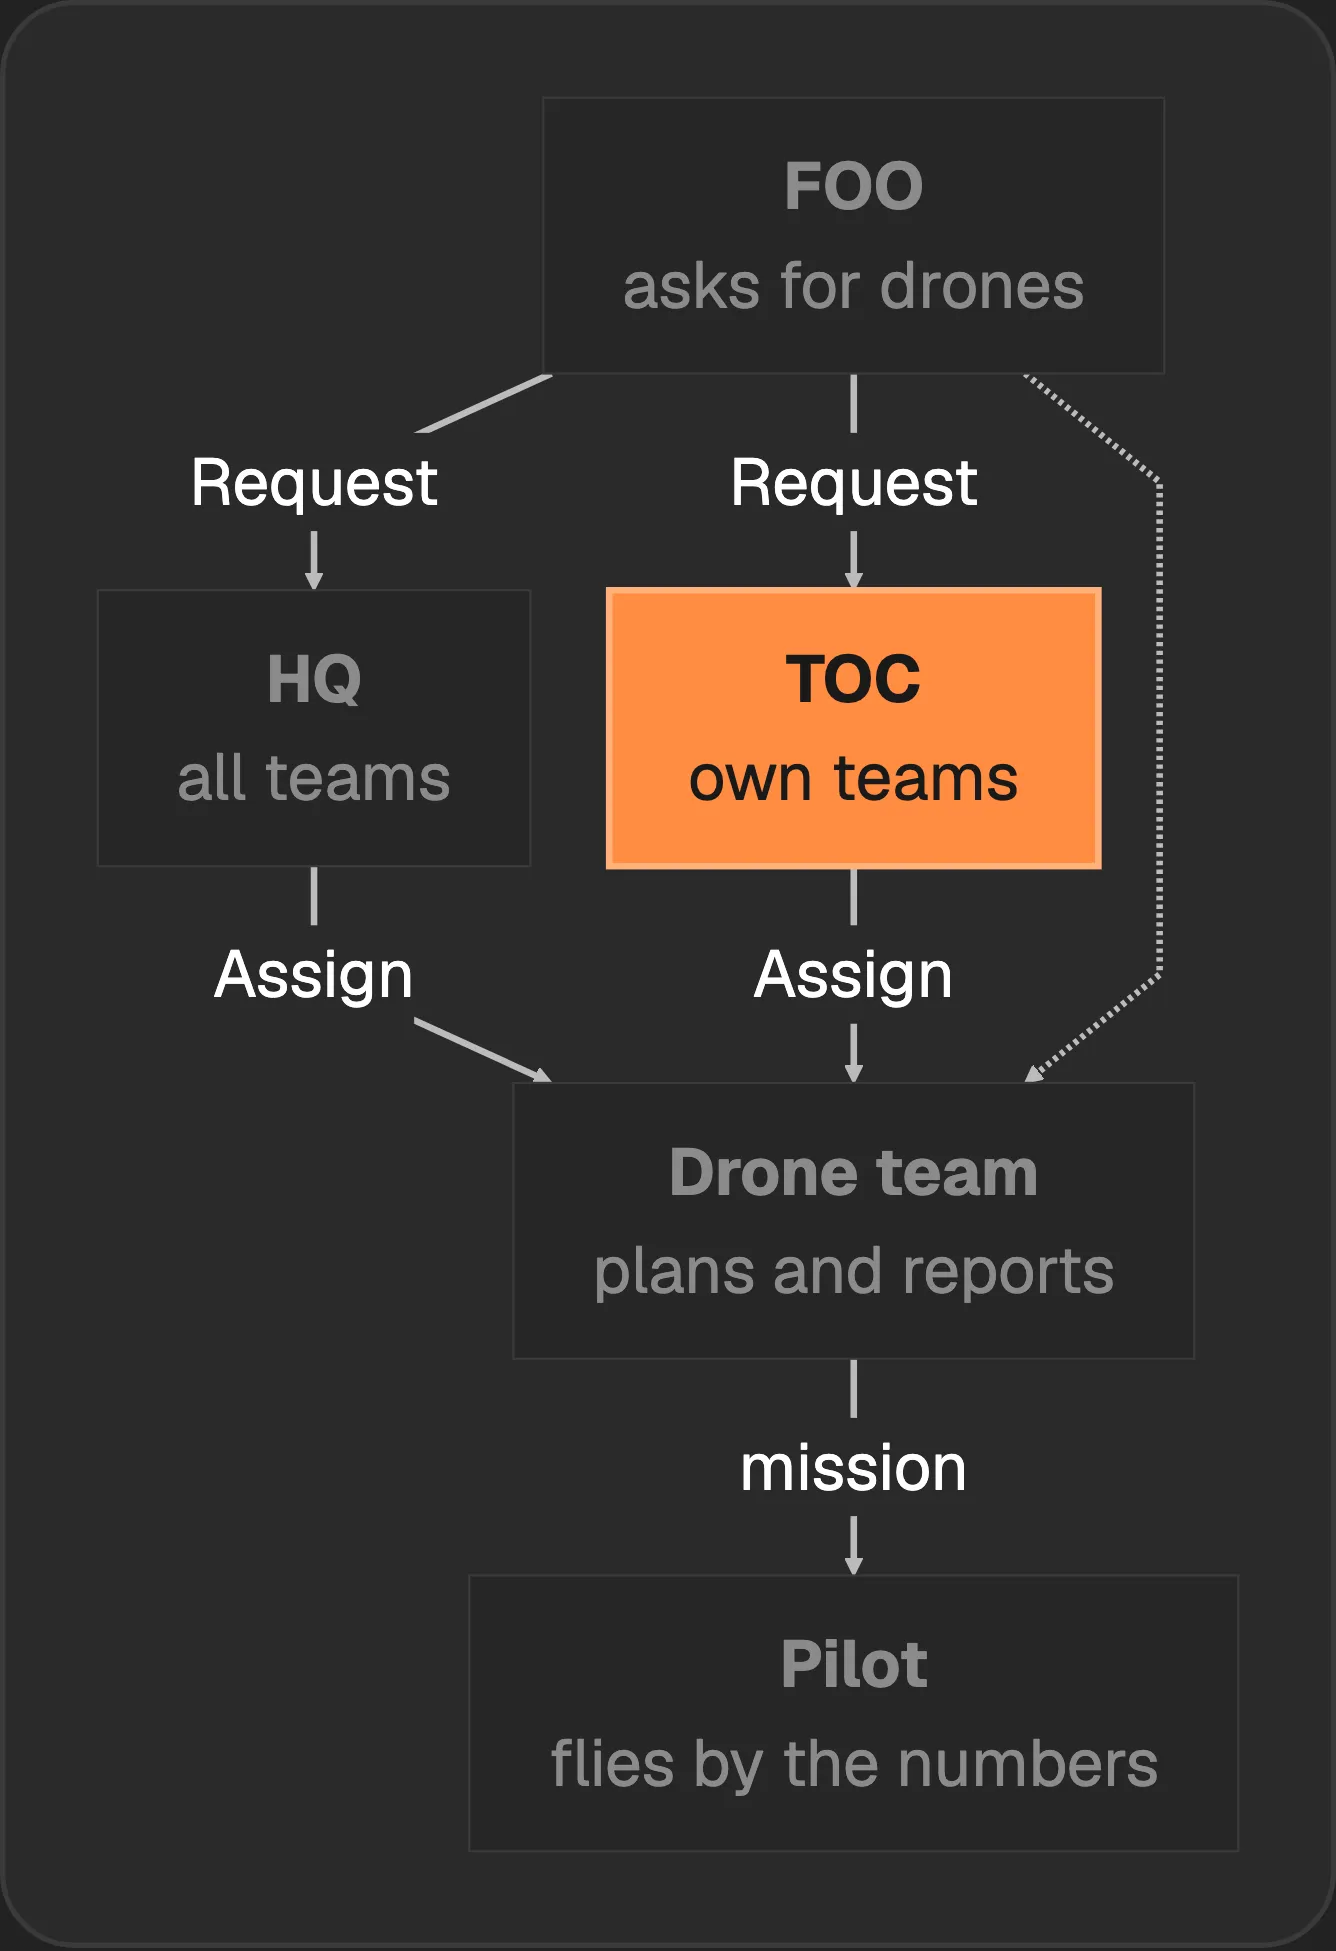 FOO
asks for drones
Request
Request
HQ
all teams
TOC
own teams
Assign
Assign
Drone team
plans and reports
mission
Pilot
flies by the numbers